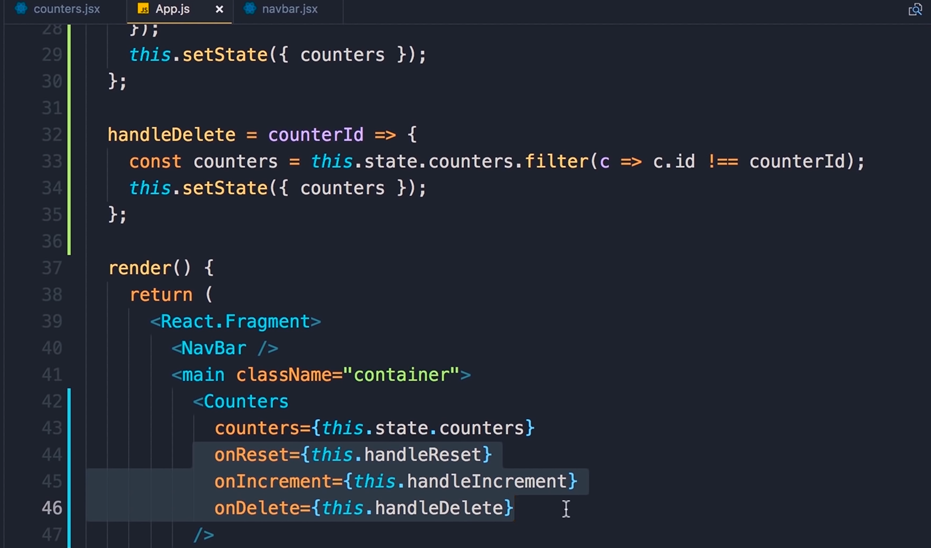 counters.jsx JS App.js × navbar.jsx
28 });
29 this.setState({ counters });
30 };
31
32 handleDelete = counterId => {
33 const counters = this.state.counters.filter(c => c.id !== counterId);
34 this.setState({ counters });
35 };
36
37 render() {
38 return (
39 <React.Fragment>
40 <NavBar />
41 <main className="container">
42 <Counters
43 counters={this.state.counters}
44 onReset={this.handleReset}
45 onIncrement={this.handleIncrement}
46 onDelete={this.handleDelete}
47 />